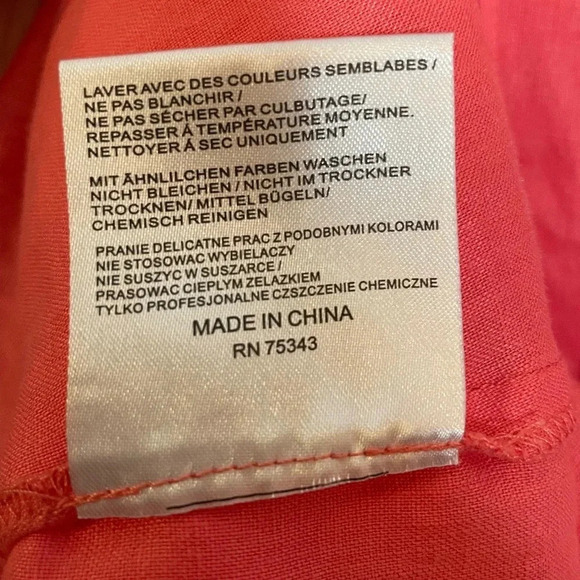 LAVER AVEC DES COULEURS SEMBLABES /
NE PAS BLANCHIR /
NE PAS SÉCHER PAR CULBUTAGE/
REPASSER À TEMPÉRATURE MOYENNE.
NETTOYER À SEC UNIQUEMENT
MIT ÄHNLILCHEN FARBEN WASCHEN
NICHT BLEICHEN / NICHT IM TROCKNER
TROCKNEN/ MITTEL BÜGELN/
CHEMISCH REINIGEN
PRANIE DELICATNE PRAC Z PODOBNYMI KOLORAMI
NIE STOSOWAC WYBIELACZY
NIE SUSZYC W SUSZARCE /
PRASOWAC CIEPLYM ZELAZKIEM
TYLKO PROFESJONALNE CZSZCZENIE CHEMICZNE
MADE IN CHINA
RN 75343